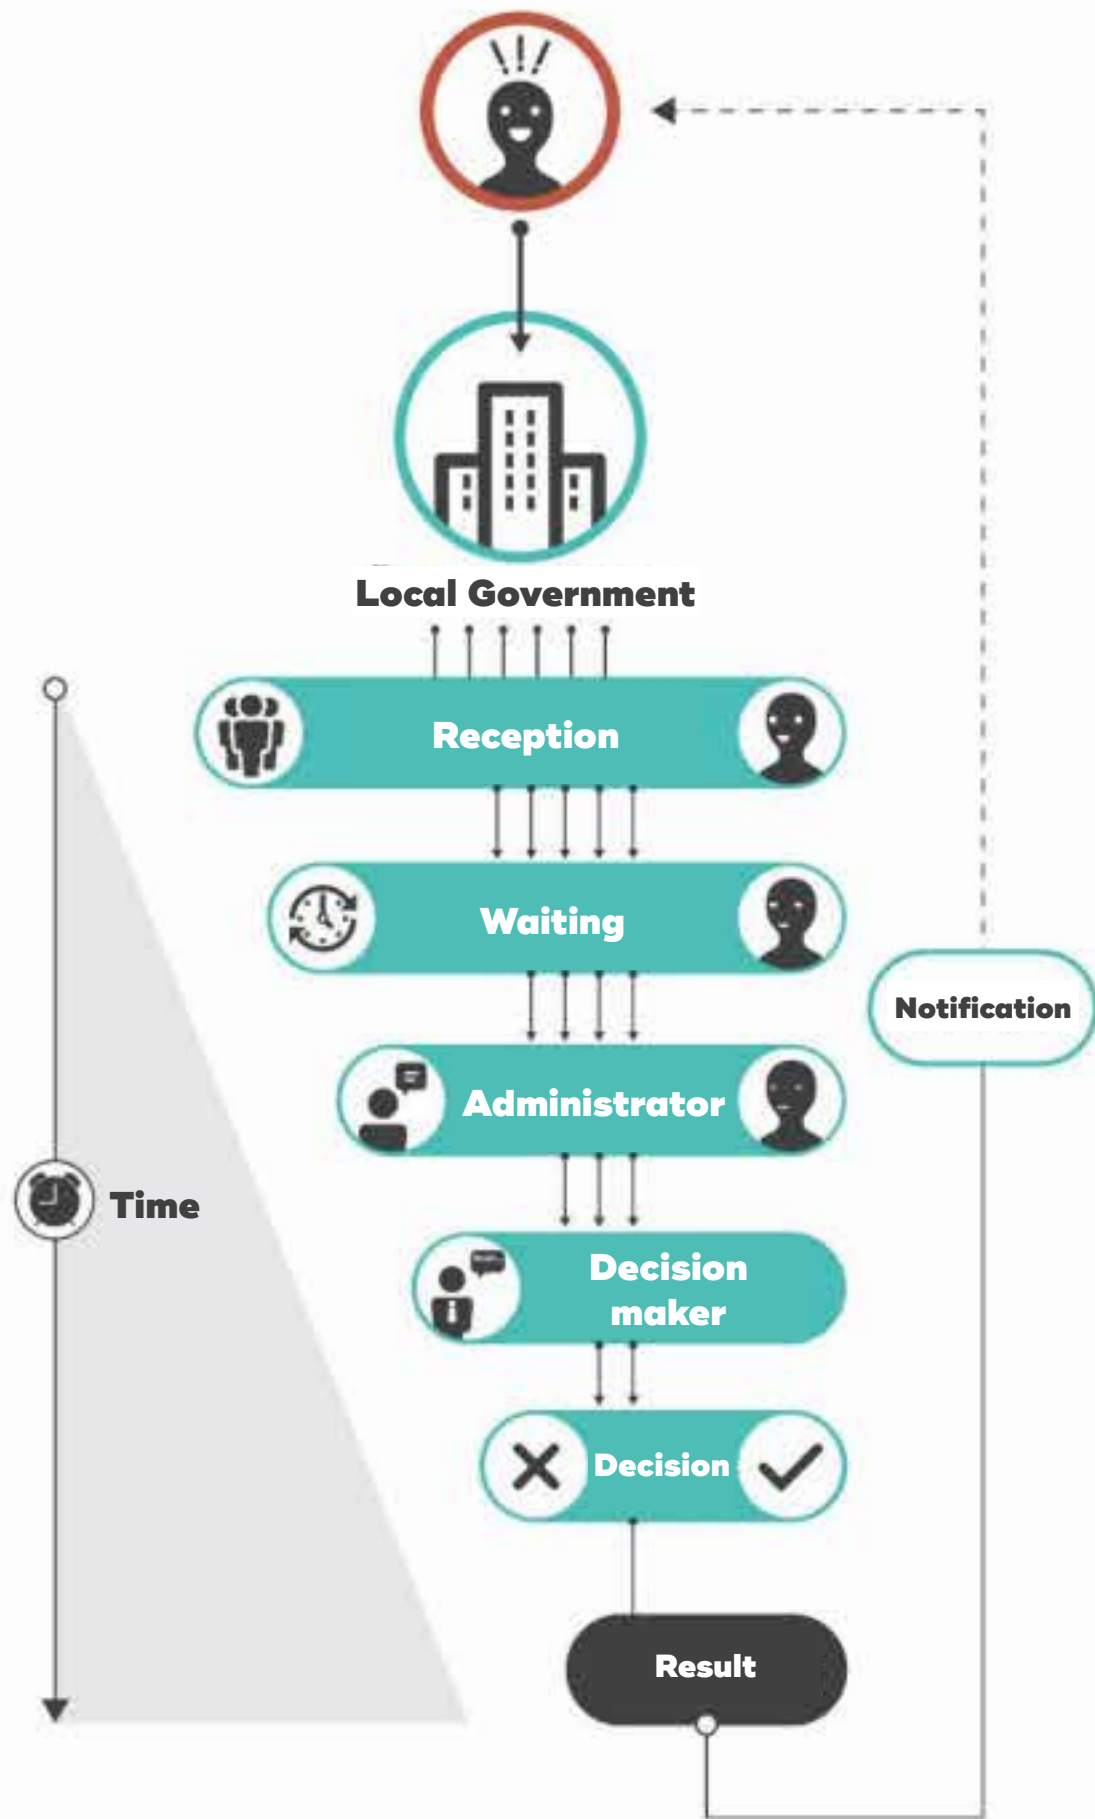 Local Government
Reception
Waiting
Notification
Administrator
Time
Decision
maker
Decision
Result